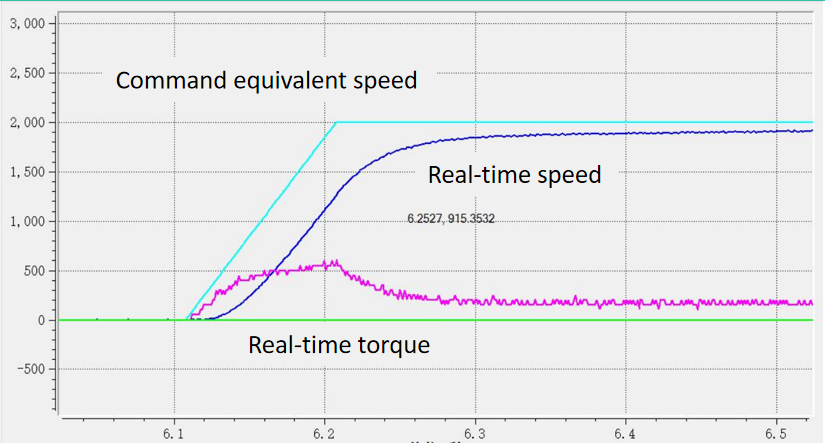 3,000
2,500
Command equivalent speed
2,000
1,500
Real-time speed
6.2527, 915.3532
1,000
500
0
Real-time torque
-500
6.1 6.2 6.3 6.4 6.5